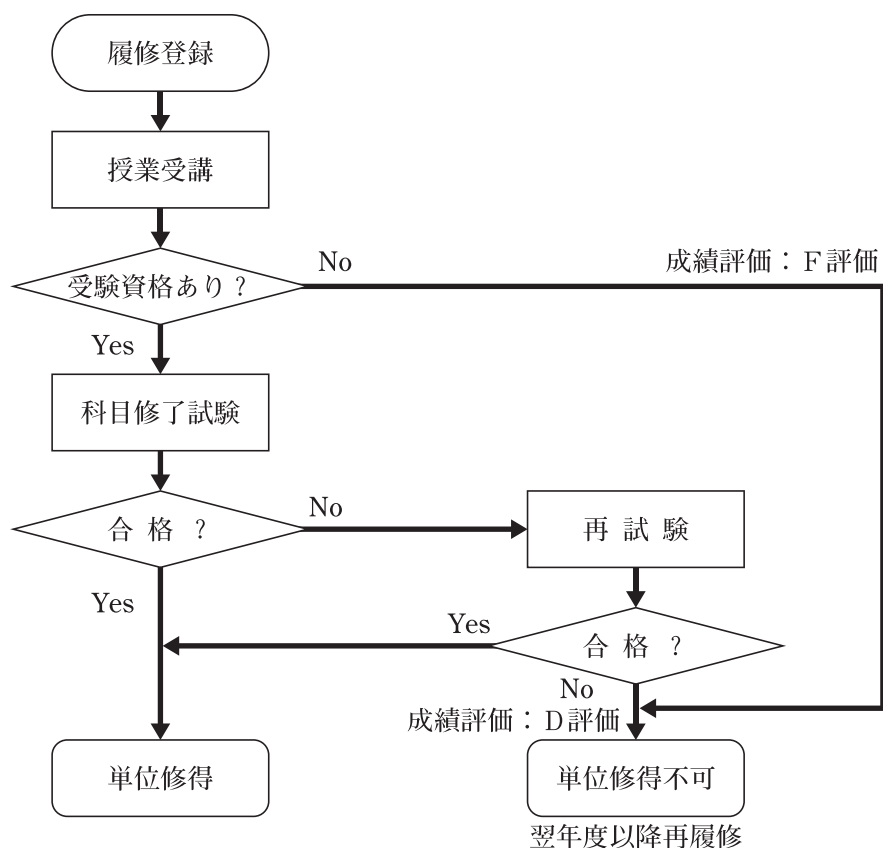 履修登録
授業受講
受験資格あり？
No
成績評価：Ｆ評価
Yes
科目修了試験
合 格 ？
No
再 試 験
Yes
Yes
合 格 ？
No
成績評価：Ｄ評価
単位修得
単位修得不可
翌年度以降再履修